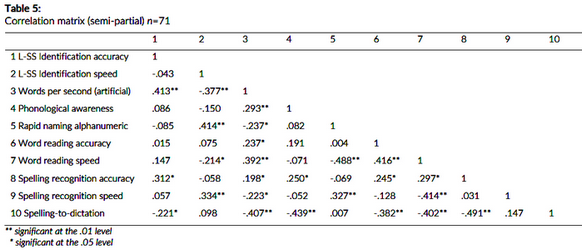 Table 5:
Correlation matrix (semi-partial) n=71
1 2 3 4 5 6 7 8 9 10
1 L-SS Identification accuracy 1
2 L-SS Identification speed -.043 1
3 Words per second (artificial) .413** -.377** 1
4 Phonological awareness .086 -.150 .293** 1
5 Rapid naming alphanumeric -.085 .414** -.237* .082 1
6 Word reading accuracy .015 .075 .237* .191 .004 1
7 Word reading speed .147 -.214* .392** -.071 -.488** .416** 1
8 Spelling recognition accuracy .312* -.058 .198* .250* -.069 .245* .297* 1
9 Spelling recognition speed .057 .334** -.223* -.052 .327** -.128 -.414** .031 1
10 Spelling-to-dictation -.221* .098 -.407** -.439** .007 -.382** -.402** -.491** .147 1
** significant at the .01 level
* significant at the .05 level